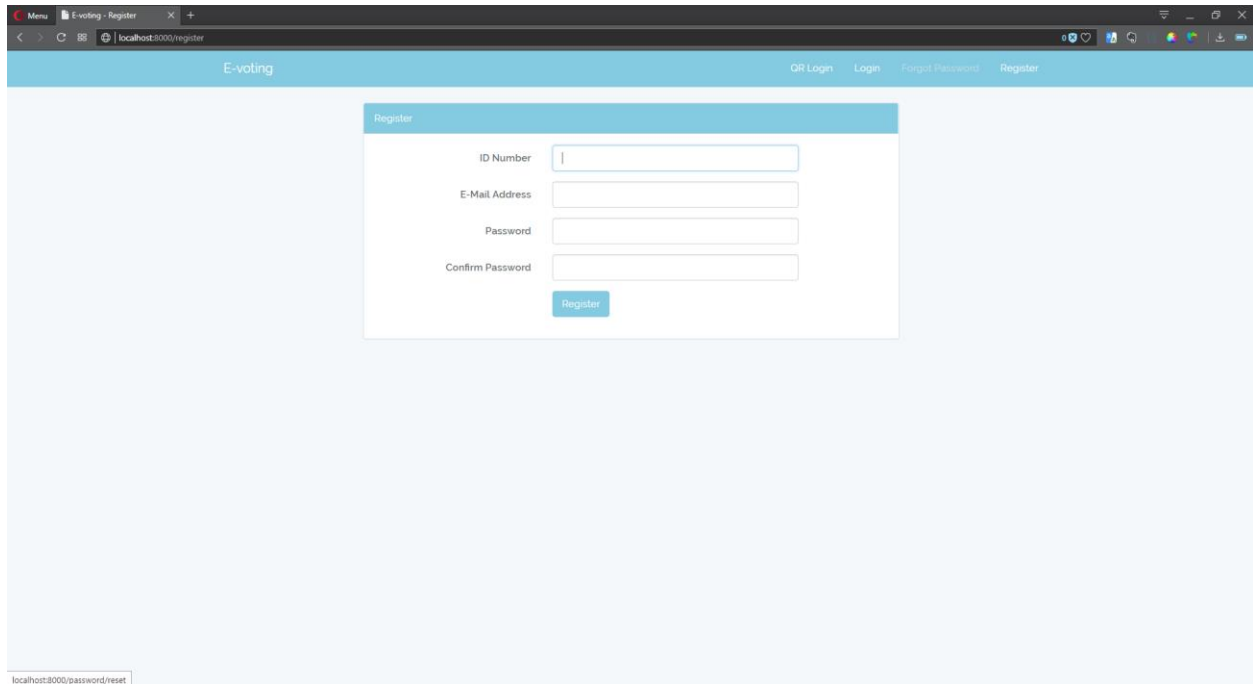 Menu E-voting - Register
localhost:8000/register
0
E-voting QR Login Login Forgot Password Register
Register
ID Number
E-Mail Address
Password
Confirm Password
Register
localhost:8000/password/reset